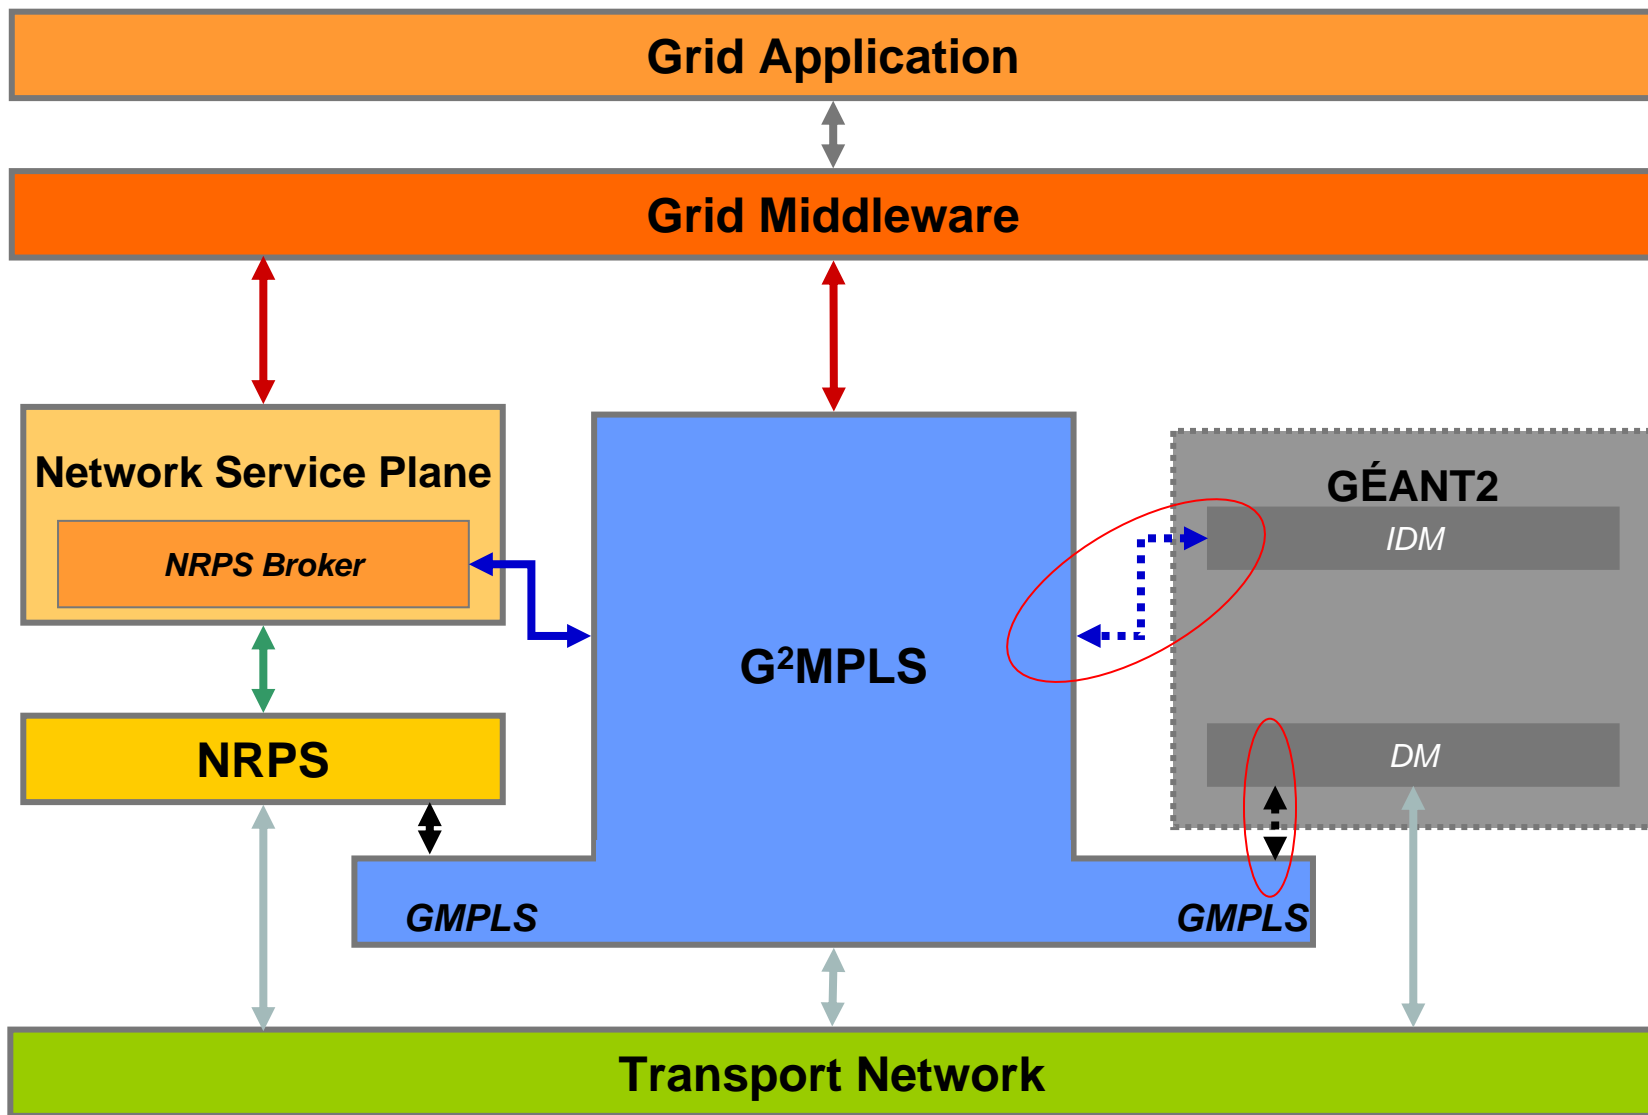 Grid Application
Grid Middleware
Network Service Plane
NRPS Broker
G²MPLS
GÉANT2
IDM
NRPS
DM
GMPLS
GMPLS
Transport Network